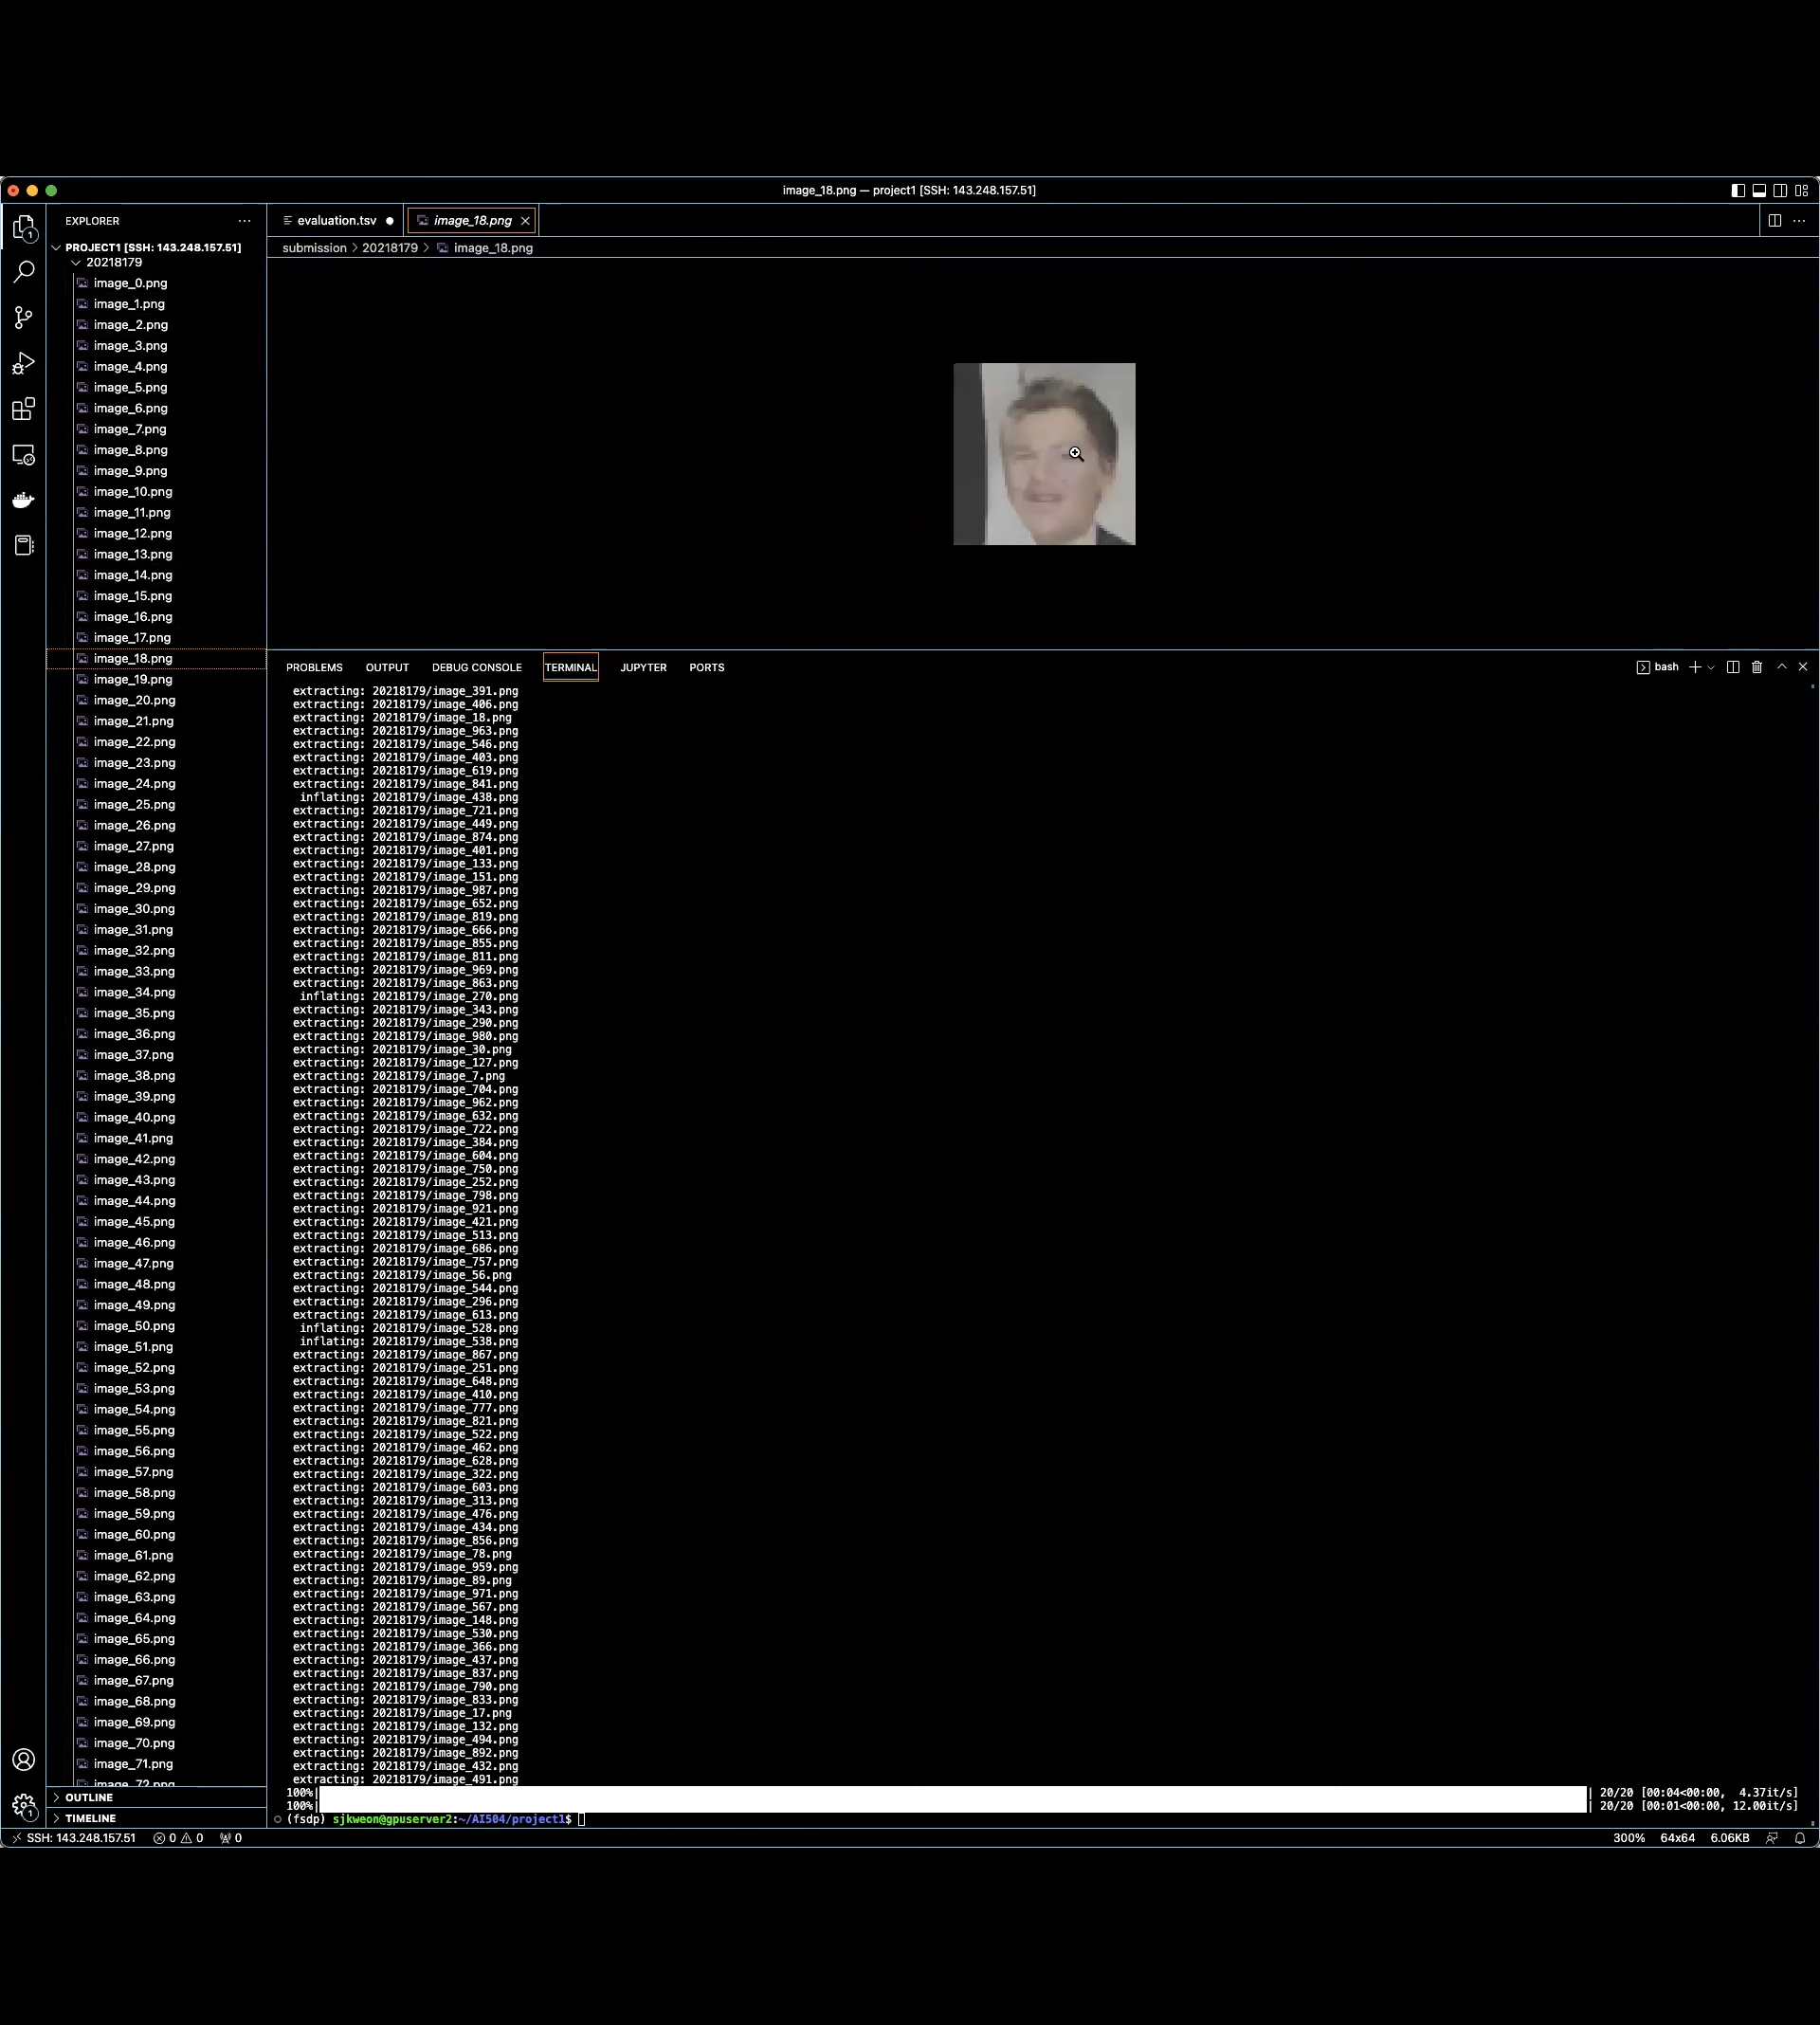 image_18.png — project1 [SSH: 143.248.157.51]
EXPLORER
PROJECT1 [SSH: 143.248.157.51]
20218179
image_0.png
image_1.png
image_2.png
image_3.png
image_4.png
image_5.png
image_6.png
image_7.png
image_8.png
image_9.png
image_10.png
image_11.png
image_12.png
image_13.png
image_14.png
image_15.png
image_16.png
image_17.png
image_18.png
image_19.png
image_20.png
image_21.png
image_22.png
image_23.png
image_24.png
image_25.png
image_26.png
image_27.png
image_28.png
image_29.png
image_30.png
image_31.png
image_32.png
image_33.png
image_34.png
image_35.png
image_36.png
image_37.png
image_38.png
image_39.png
image_40.png
image_41.png
image_42.png
image_43.png
image_44.png
image_45.png
image_46.png
image_47.png
image_48.png
image_49.png
image_50.png
image_51.png
image_52.png
image_53.png
image_54.png
image_55.png
image_56.png
image_57.png
image_58.png
image_59.png
image_60.png
image_61.png
image_62.png
image_63.png
image_64.png
image_65.png
image_66.png
image_67.png
image_68.png
image_69.png
image_70.png
image_71.png
image_72.png
OUTLINE
TIMELINE
1
1
evaluation.tsv
image_18.png
submission > 20218179 > image_18.png
PROBLEMS OUTPUT DEBUG CONSOLE TERMINAL JUPYTER PORTS
bash
extracting: 20218179/image_391.png
extracting: 20218179/image_406.png
extracting: 20218179/image_18.png
extracting: 20218179/image_963.png
extracting: 20218179/image_546.png
extracting: 20218179/image_403.png
extracting: 20218179/image_619.png
extracting: 20218179/image_841.png
inflating: 20218179/image_438.png
extracting: 20218179/image_721.png
extracting: 20218179/image_449.png
extracting: 20218179/image_874.png
extracting: 20218179/image_401.png
extracting: 20218179/image_133.png
extracting: 20218179/image_151.png
extracting: 20218179/image_987.png
extracting: 20218179/image_652.png
extracting: 20218179/image_819.png
extracting: 20218179/image_666.png
extracting: 20218179/image_855.png
extracting: 20218179/image_811.png
extracting: 20218179/image_969.png
extracting: 20218179/image_863.png
inflating: 20218179/image_270.png
extracting: 20218179/image_343.png
extracting: 20218179/image_290.png
extracting: 20218179/image_980.png
extracting: 20218179/image_30.png
extracting: 20218179/image_127.png
extracting: 20218179/image_7.png
extracting: 20218179/image_704.png
extracting: 20218179/image_962.png
extracting: 20218179/image_632.png
extracting: 20218179/image_722.png
extracting: 20218179/image_384.png
extracting: 20218179/image_604.png
extracting: 20218179/image_750.png
extracting: 20218179/image_252.png
extracting: 20218179/image_798.png
extracting: 20218179/image_921.png
extracting: 20218179/image_421.png
extracting: 20218179/image_513.png
extracting: 20218179/image_686.png
extracting: 20218179/image_757.png
extracting: 20218179/image_56.png
extracting: 20218179/image_544.png
extracting: 20218179/image_296.png
extracting: 20218179/image_613.png
inflating: 20218179/image_528.png
inflating: 20218179/image_538.png
extracting: 20218179/image_867.png
extracting: 20218179/image_251.png
extracting: 20218179/image_648.png
extracting: 20218179/image_410.png
extracting: 20218179/image_777.png
extracting: 20218179/image_821.png
extracting: 20218179/image_522.png
extracting: 20218179/image_462.png
extracting: 20218179/image_628.png
extracting: 20218179/image_322.png
extracting: 20218179/image_603.png
extracting: 20218179/image_313.png
extracting: 20218179/image_476.png
extracting: 20218179/image_434.png
extracting: 20218179/image_856.png
extracting: 20218179/image_78.png
extracting: 20218179/image_959.png
extracting: 20218179/image_89.png
extracting: 20218179/image_971.png
extracting: 20218179/image_567.png
extracting: 20218179/image_148.png
extracting: 20218179/image_530.png
extracting: 20218179/image_366.png
extracting: 20218179/image_437.png
extracting: 20218179/image_837.png
extracting: 20218179/image_790.png
extracting: 20218179/image_833.png
extracting: 20218179/image_17.png
extracting: 20218179/image_132.png
extracting: 20218179/image_494.png
extracting: 20218179/image_892.png
extracting: 20218179/image_432.png
extracting: 20218179/image_491.png
100%| | 20/20 [00:04<00:00, 4.37it/s]
100%| | 20/20 [00:01<00:00, 12.00it/s]
(fsdp) sjkweon@gpuserver2:~/AI504/project1$
SSH: 143.248.157.51 0 0 0 300% 64x64 6.06KB